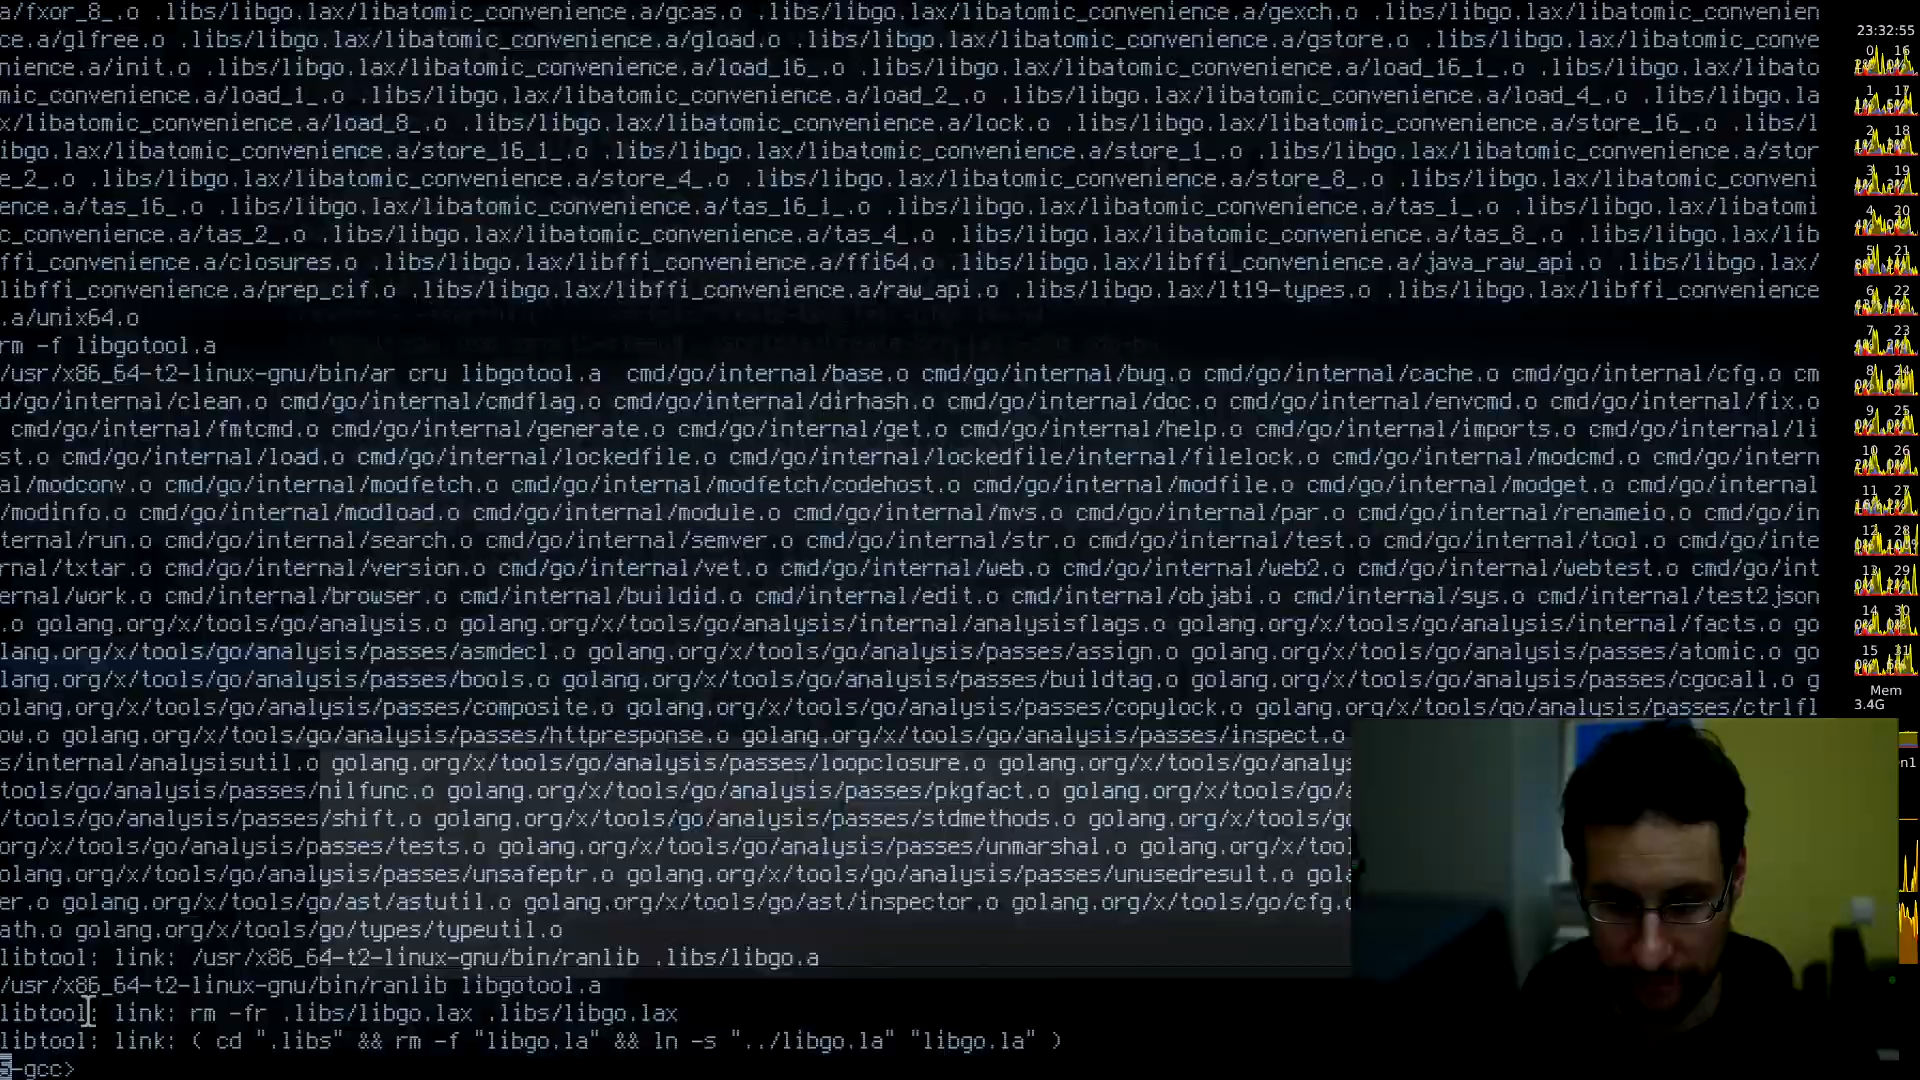 a/fxor_8_.o .libs/libgo.lax/libatomic_convenience.a/gcas.o .libs/libgo.lax/libatomic_convenience.a/gexch.o .libs/libgo.lax/libatomic_convenien
ce.a/glfree.o .libs/libgo.lax/libatomic_convenience.a/gload.o .libs/libgo.lax/libatomic_convenience.a/gstore.o .libs/libgo.lax/libatomic_conve
nience.a/init.o .libs/libgo.lax/libatomic_convenience.a/load_16_.o .libs/libgo.lax/libatomic_convenience.a/load_16_1_.o .libs/libgo.lax/libato
mic_convenience.a/load_1_.o .libs/libgo.lax/libatomic_convenience.a/load_2_.o .libs/libgo.lax/libatomic_convenience.a/load_4_.o .libs/libgo.la
x/libatomic_convenience.a/load_8_.o .libs/libgo.lax/libatomic_convenience.a/lock.o .libs/libgo.lax/libatomic_convenience.a/store_16_.o .libs/l
ibgo.lax/libatomic_convenience.a/store_16_1_.o .libs/libgo.lax/libatomic_convenience.a/store_1_.o .libs/libgo.lax/libatomic_convenience.a/stor
e_2_.o .libs/libgo.lax/libatomic_convenience.a/store_4_.o .libs/libgo.lax/libatomic_convenience.a/store_8_.o .libs/libgo.lax/libatomic_conveni
ence.a/tas_16_.o .libs/libgo.lax/libatomic_convenience.a/tas_16_1_.o .libs/libgo.lax/libatomic_convenience.a/tas_1_.o .libs/libgo.lax/libatomi
c_convenience.a/tas_2_.o .libs/libgo.lax/libatomic_convenience.a/tas_4_.o .libs/libgo.lax/libatomic_convenience.a/tas_8_.o .libs/libgo.lax/lib
ffi_convenience.a/closures.o .libs/libgo.lax/libffi_convenience.a/ffi64.o .libs/libgo.lax/libffi_convenience.a/java_raw_api.o .libs/libgo.lax/
libffi_convenience.a/prep_cif.o .libs/libgo.lax/libffi_convenience.a/raw_api.o .libs/libgo.lax/lt19-types.o .libs/libgo.lax/libffi_convenience
.a/unix64.o
rm -f libgotool.a
/usr/x86_64-t2-linux-gnu/bin/ar cru libgotool.a  cmd/go/internal/base.o cmd/go/internal/bug.o cmd/go/internal/cache.o cmd/go/internal/cfg.o cm
d/go/internal/clean.o cmd/go/internal/cmdflag.o cmd/go/internal/dirhash.o cmd/go/internal/doc.o cmd/go/internal/envcmd.o cmd/go/internal/fix.o
 cmd/go/internal/fmtcmd.o cmd/go/internal/generate.o cmd/go/internal/get.o cmd/go/internal/help.o cmd/go/internal/imports.o cmd/go/internal/li
st.o cmd/go/internal/load.o cmd/go/internal/lockedfile.o cmd/go/internal/lockedfile/internal/filelock.o cmd/go/internal/modcmd.o cmd/go/intern
al/modconv.o cmd/go/internal/modfetch.o cmd/go/internal/modfetch/codehost.o cmd/go/internal/modfile.o cmd/go/internal/modget.o cmd/go/internal
/modinfo.o cmd/go/internal/modload.o cmd/go/internal/module.o cmd/go/internal/mvs.o cmd/go/internal/par.o cmd/go/internal/renameio.o cmd/go/in
ternal/run.o cmd/go/internal/search.o cmd/go/internal/semver.o cmd/go/internal/str.o cmd/go/internal/test.o cmd/go/internal/tool.o cmd/go/inte
rnal/txtar.o cmd/go/internal/version.o cmd/go/internal/vet.o cmd/go/internal/web.o cmd/go/internal/web2.o cmd/go/internal/webtest.o cmd/go/int
ernal/work.o cmd/internal/browser.o cmd/internal/buildid.o cmd/internal/edit.o cmd/internal/objabi.o cmd/internal/sys.o cmd/internal/test2json
.o golang.org/x/tools/go/analysis.o golang.org/x/tools/go/analysis/internal/analysisflags.o golang.org/x/tools/go/analysis/internal/facts.o go
lang.org/x/tools/go/analysis/passes/asmdecl.o golang.org/x/tools/go/analysis/passes/assign.o golang.org/x/tools/go/analysis/passes/atomic.o go
lang.org/x/tools/go/analysis/passes/bools.o golang.org/x/tools/go/analysis/passes/buildtag.o golang.org/x/tools/go/analysis/passes/cgocall.o g
olang.org/x/tools/go/analysis/passes/composite.o golang.org/x/tools/go/analysis/passes/copylock.o golang.org/x/tools/go/analysis/passes/ctrlfl
ow.o golang.org/x/tools/go/analysis/passes/httpresponse.o golang.org/x/tools/go/analysis/passes/inspect.o
s/internal/analysisutil.o golang.org/x/tools/go/analysis/passes/loopclosure.o golang.org/x/tools/go/analys
tools/go/analysis/passes/nilfunc.o golang.org/x/tools/go/analysis/passes/pkgfact.o golang.org/x/tools/go/
/tools/go/analysis/passes/shift.o golang.org/x/tools/go/analysis/passes/stdmethods.o golang.org/x/tools/go
org/x/tools/go/analysis/passes/tests.o golang.org/x/tools/go/analysis/passes/unmarshal.o golang.org/x/tool
olang.org/x/tools/go/analysis/passes/unsafeptr.o golang.org/x/tools/go/analysis/passes/unusedresult.o gola
er.o golang.org/x/tools/go/ast/astutil.o golang.org/x/tools/go/ast/inspector.o golang.org/x/tools/go/cfg.
ath.o golang.org/x/tools/go/types/typeutil.o
libtool: link: /usr/x86_64-t2-linux-gnu/bin/ranlib .libs/libgo.a
/usr/x86_64-t2-linux-gnu/bin/ranlib libgotool.a
libtool: link: rm -fr .libs/libgo.lax .libs/libgo.lax
libtool: link: ( cd ".libs" && rm -f "libgo.la" && ln -s "../libgo.la" "libgo.la" )
5-gcc>
23:32:55
0 16
1 17
2 18
3 19
4 20
5 21
6 22
7 23
8 24
9 25
10 26
11 27
12 28
13 29
14 30
15 31
Mem
3.4G